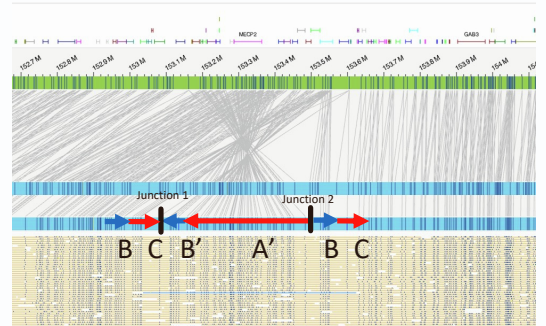 MECP2 GAB3
152.7 M 152.8 M 152.9 M 153 M 153.1 M 153.2 M 153.3 M 153.4 M 153.5 M 153.6 M 153.7 M 153.8 M 153.9 M 154 M
Junction 1 Junction 2
B C B' A' B C